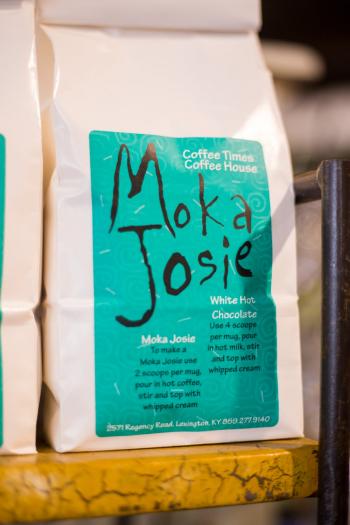 Coffee Times
Coffee House
Moka
Josie
White Hot
Chocolate
Use 4 scoops
per mug, pour
in hot milk, stir
and top with
whipped cream
Moka Josie
To make a
Moka Josie use
2 scoops per mug,
pour in hot coffee,
stir and top with
whipped cream
2571 Regency Road, Lexington, KY 859.277.9140